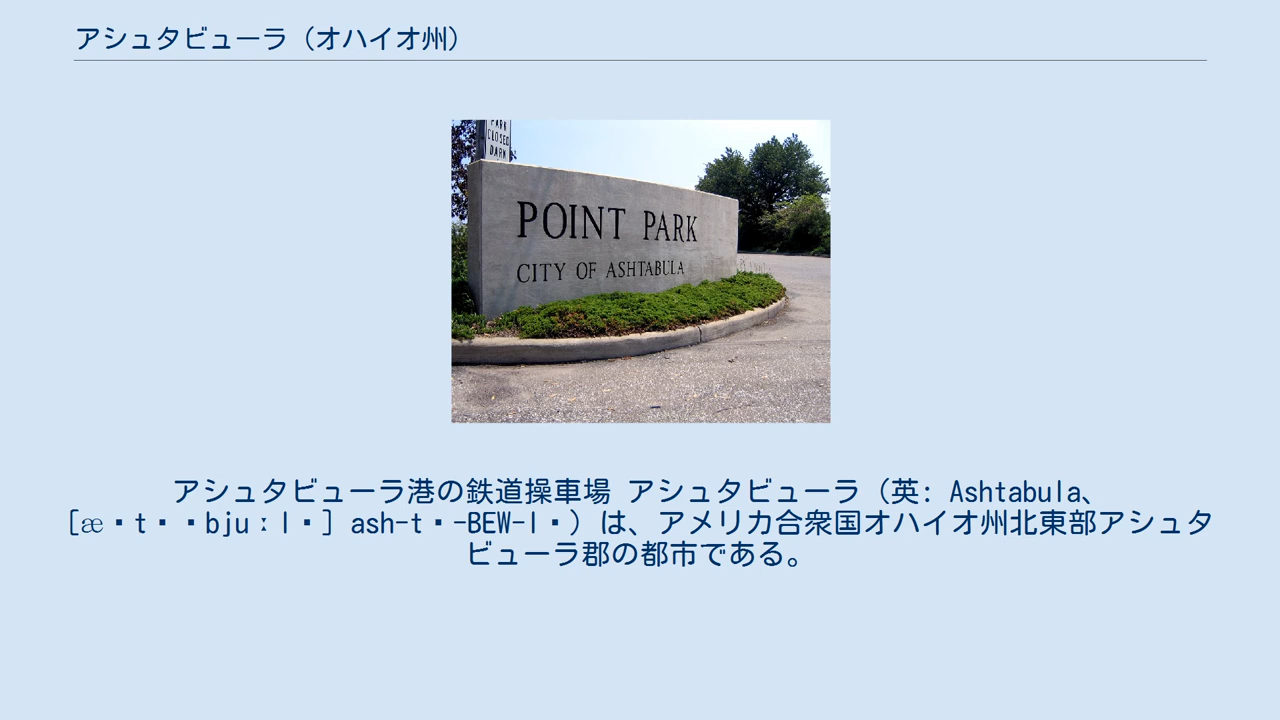 アシュタビューラ（オハイオ州）
PARK
CLOSED
DARK
POINT PARK
CITY OF ASHTABULA
アシュタビューラ港の鉄道操車場 アシュタビューラ（英: Ashtabula、
[æ▪t▪▪bjuːl▪] ash-t▪-BEW-l▪）は、アメリカ合衆国オハイオ州北東部アシュタ
ビューラ郡の都市である。